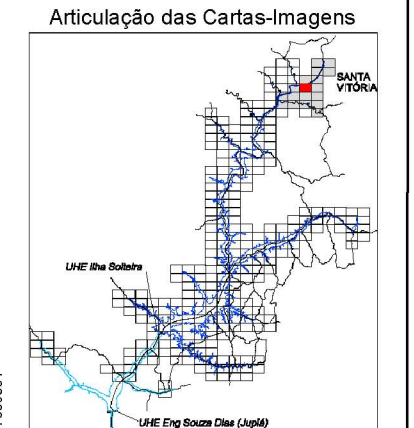 Articulação das Cartas-Imagens
SANTA
VITÓRIA
UHE Ilha Solteira
UHE Eng Souza Dias (Jupiá)